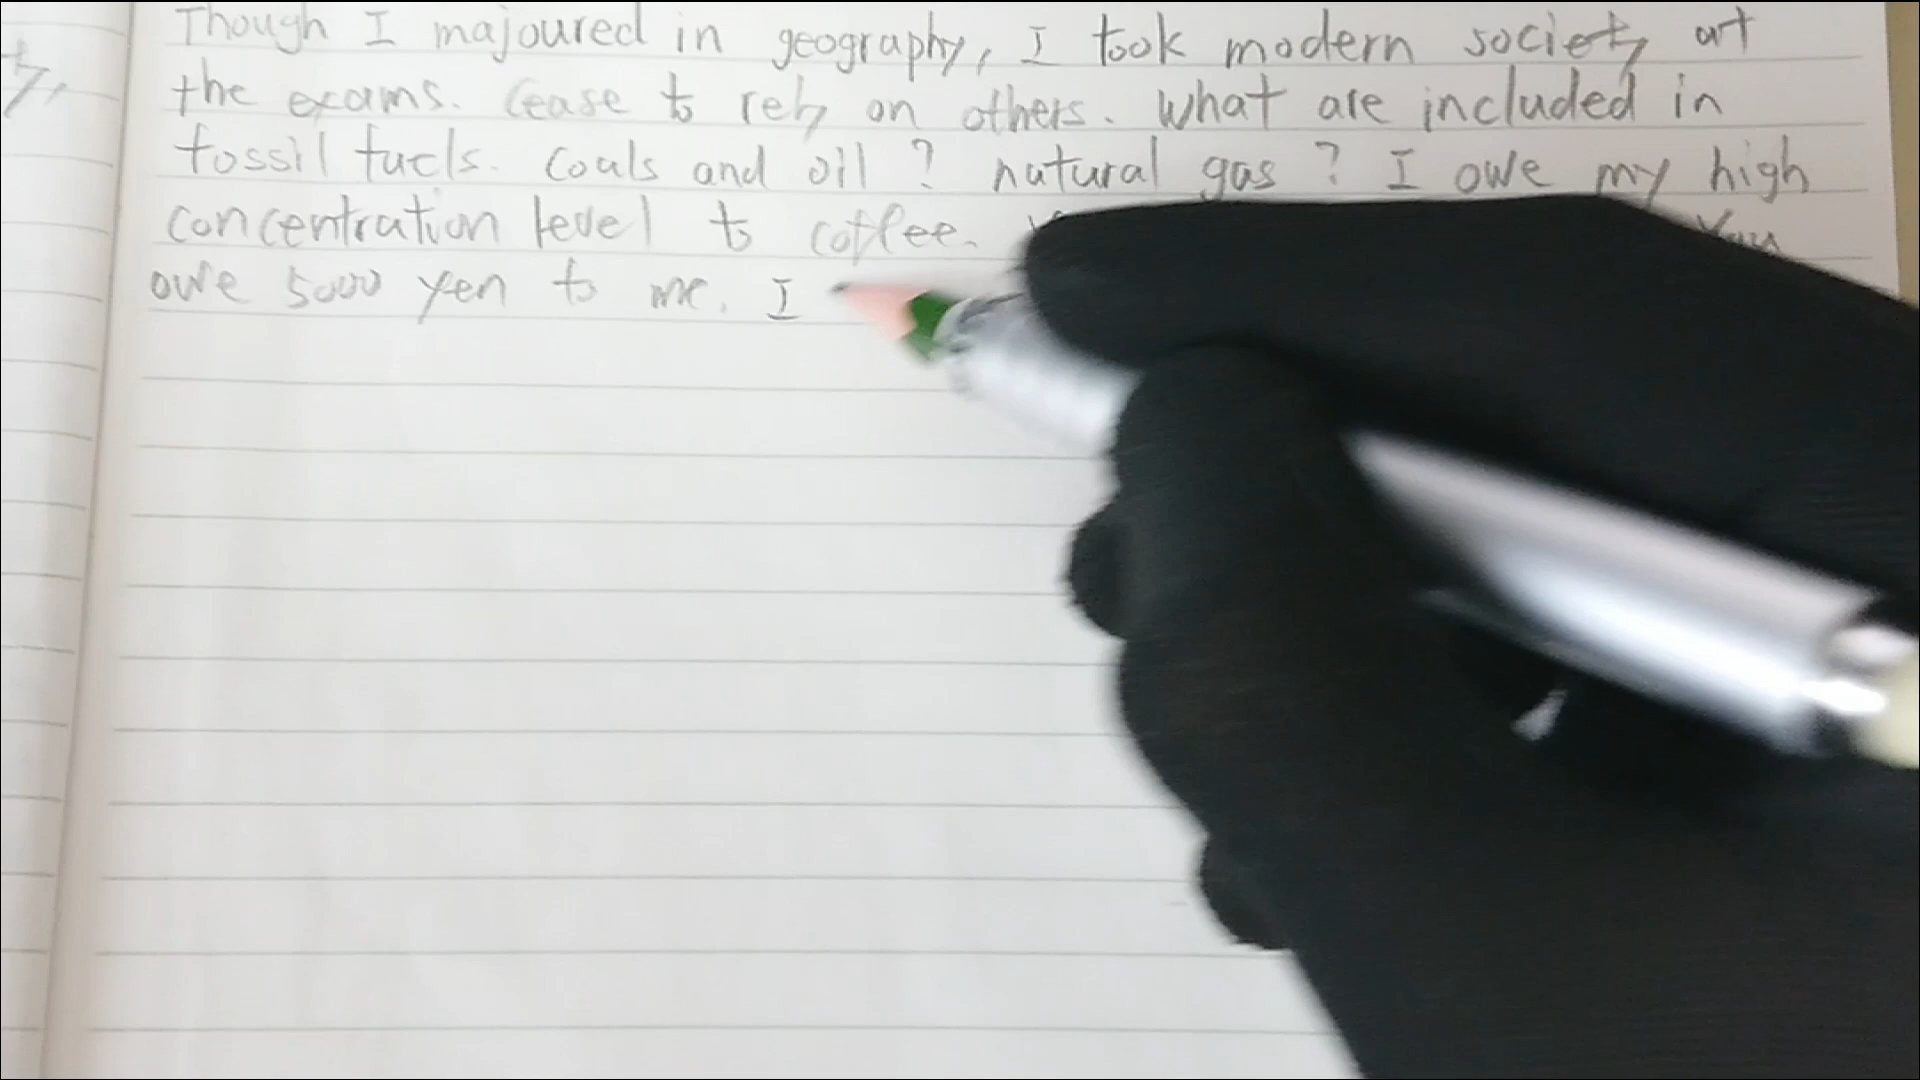 Though I majoured in geography, I took modern society at
the exams. Cease to rely on others. What are included in
fossil fuels. Coals and oil ? natural gas ? I owe my high
concentration level to coffee. You
owe 5000 yen to me. I